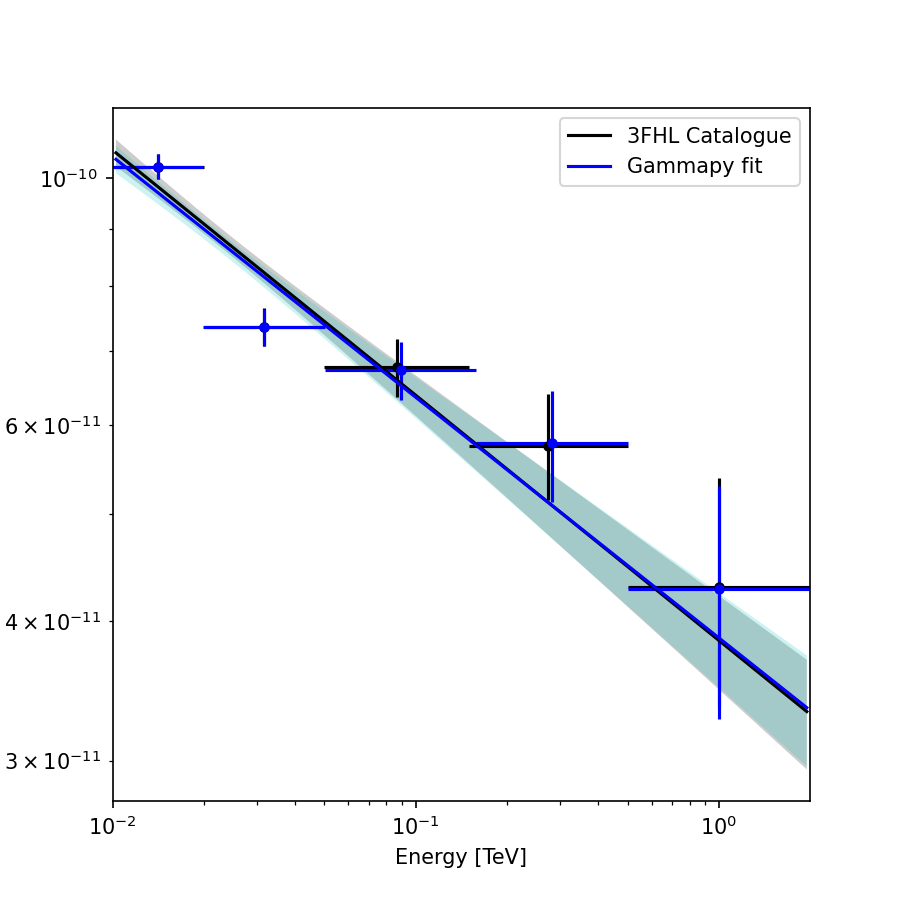 3FHL Catalogue
Gammapy fit
10⁻¹⁰
6 × 10⁻¹¹
4 × 10⁻¹¹
3 × 10⁻¹¹
10⁻² 10⁻¹ 10⁰
Energy [TeV]